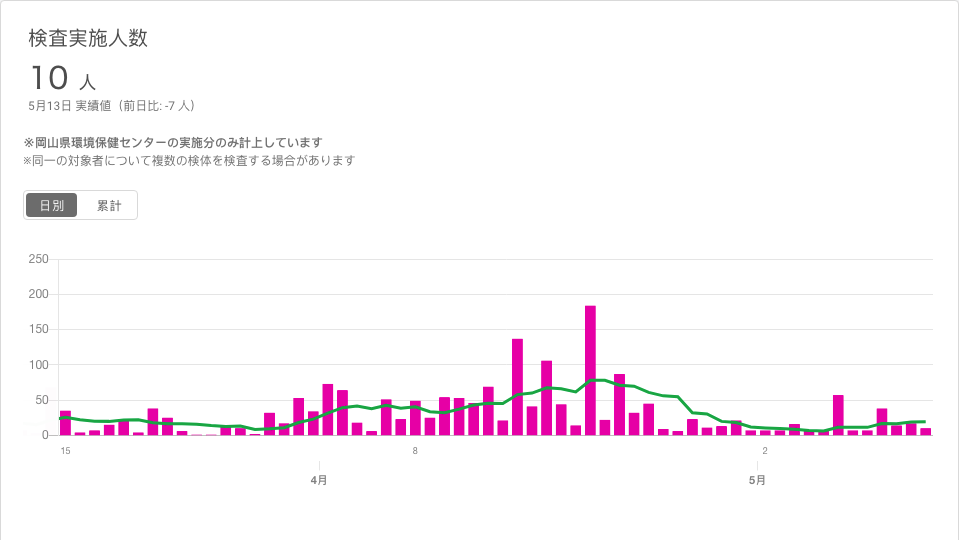 検査実施人数
10 人
5月13日 実績値（前日比: -7 人）
※岡山県環境保健センターの実施分のみ計上しています
※同一の対象者について複数の検体を検査する場合があります
日別 累計
250
200
150
100
50
0
15 8 2
4月 5月